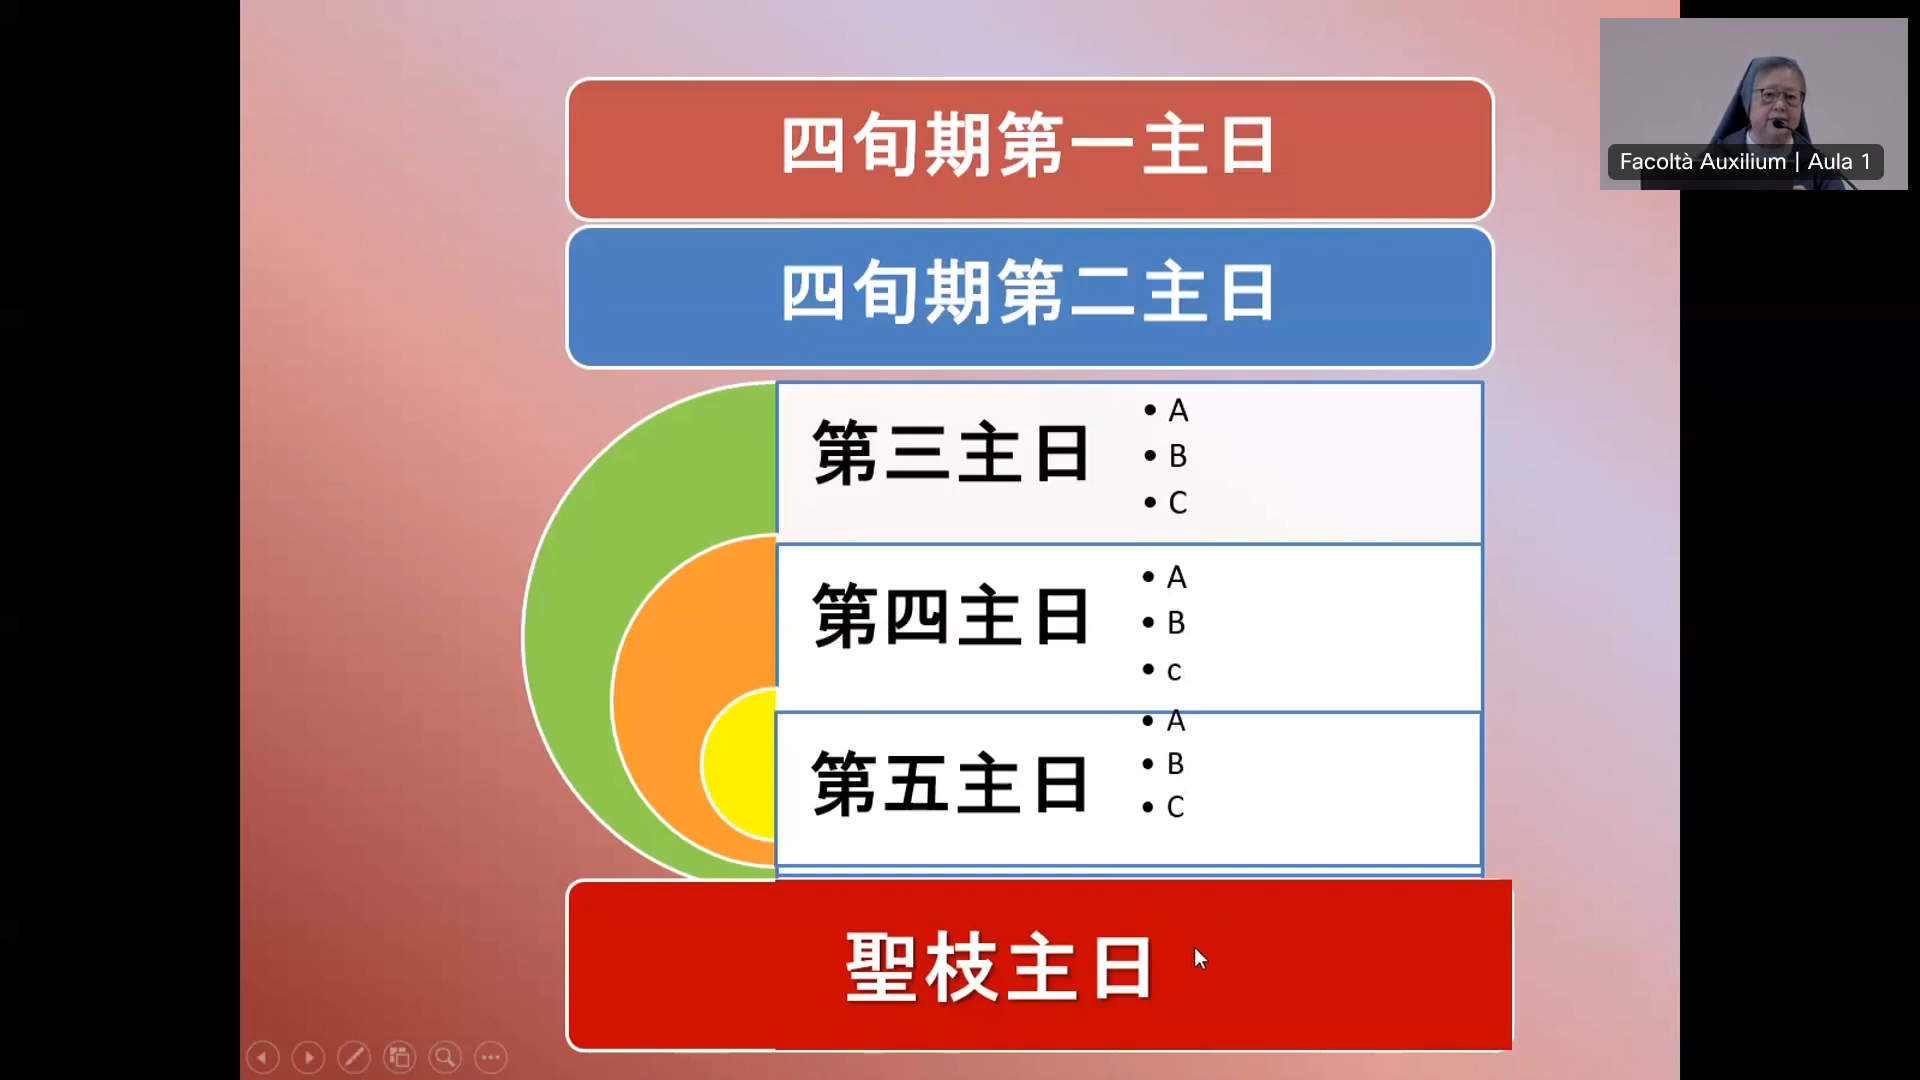 四旬期第一主日
四旬期第二主日
第三主日
• A
• B
• C
第四主日
• A
• B
• c
第五主日
• A
• B
• C
聖枝主日
Facoltà Auxilium | Aula 1